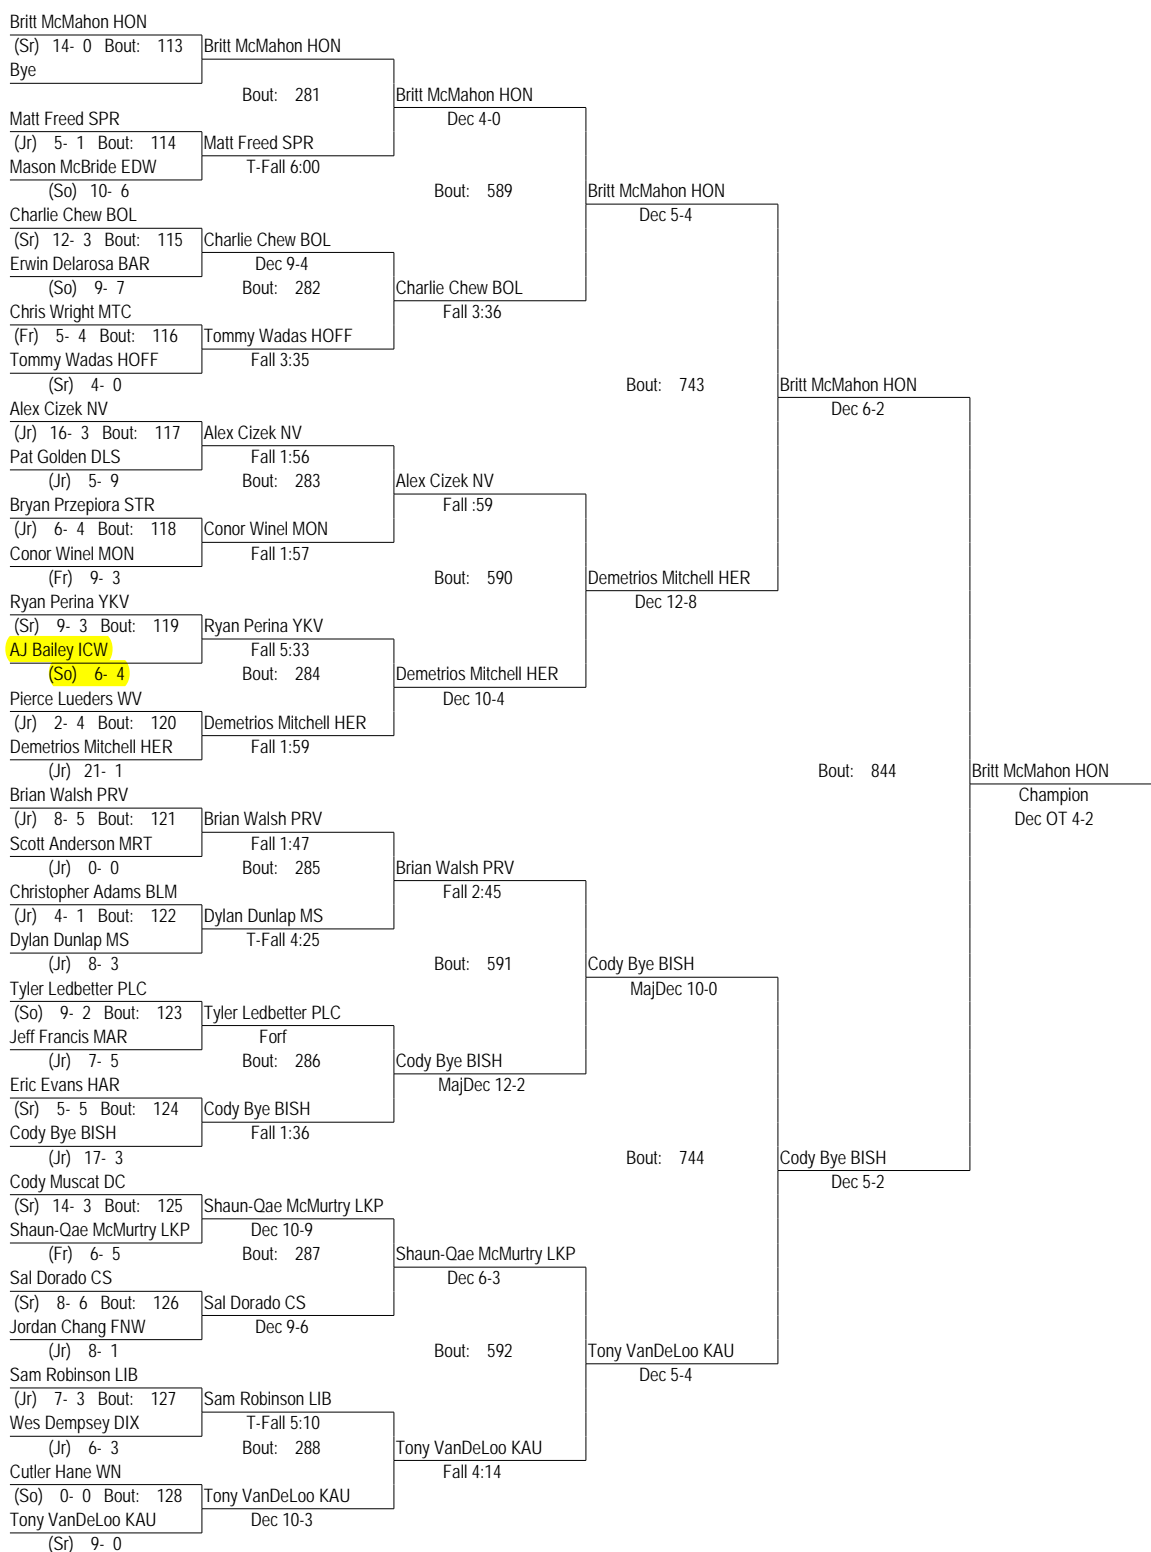 Britt McMahon HON
(Sr) 14- 0 Bout: 113 Britt McMahon HON
Bye
Bout: 281 Britt McMahon HON
Matt Freed SPR Dec 4-0
(Jr) 5- 1 Bout: 114 Matt Freed SPR
Mason McBride EDW T-Fall 6:00
(So) 10- 6 Bout: 589 Britt McMahon HON
Charlie Chew BOL Dec 5-4
(Sr) 12- 3 Bout: 115 Charlie Chew BOL
Erwin Delarosa BAR Dec 9-4
(So) 9- 7 Bout: 282 Charlie Chew BOL
Chris Wright MTC Fall 3:36
(Fr) 5- 4 Bout: 116 Tommy Wadas HOFF
Tommy Wadas HOFF Fall 3:35
(Sr) 4- 0 Bout: 743 Britt McMahon HON
Alex Cizek NV Dec 6-2
(Jr) 16- 3 Bout: 117 Alex Cizek NV
Pat Golden DLS Fall 1:56
(Jr) 5- 9 Bout: 283 Alex Cizek NV
Bryan Przepiora STR Fall :59
(Jr) 6- 4 Bout: 118 Conor Winel MON
Conor Winel MON Fall 1:57
(Fr) 9- 3 Bout: 590 Demetrios Mitchell HER
Ryan Perina YKV Dec 12-8
(Sr) 9- 3 Bout: 119 Ryan Perina YKV
AJ Bailey ICW Fall 5:33
(So) 6- 4 Bout: 284 Demetrios Mitchell HER
Pierce Lueders WV Dec 10-4
(Jr) 2- 4 Bout: 120 Demetrios Mitchell HER
Demetrios Mitchell HER Fall 1:59
(Jr) 21- 1 Bout: 844 Britt McMahon HON
Brian Walsh PRV Champion
(Jr) 8- 5 Bout: 121 Brian Walsh PRV Dec OT 4-2
Scott Anderson MRT Fall 1:47
(Jr) 0- 0 Bout: 285 Brian Walsh PRV
Christopher Adams BLM Fall 2:45
(Jr) 4- 1 Bout: 122 Dylan Dunlap MS
Dylan Dunlap MS T-Fall 4:25
(Jr) 8- 3 Bout: 591 Cody Bye BISH
Tyler Ledbetter PLC MajDec 10-0
(So) 9- 2 Bout: 123 Tyler Ledbetter PLC
Jeff Francis MAR Forf
(Jr) 7- 5 Bout: 286 Cody Bye BISH
Eric Evans HAR MajDec 12-2
(Sr) 5- 5 Bout: 124 Cody Bye BISH
Cody Bye BISH Fall 1:36
(Jr) 17- 3 Bout: 744 Cody Bye BISH
Cody Muscat DC Dec 5-2
(Sr) 14- 3 Bout: 125 Shaun-Qae McMurtry LKP
Shaun-Qae McMurtry LKP Dec 10-9
(Fr) 6- 5 Bout: 287 Shaun-Qae McMurtry LKP
Sal Dorado CS Dec 6-3
(Sr) 8- 6 Bout: 126 Sal Dorado CS
Jordan Chang FNW Dec 9-6
(Jr) 8- 1 Bout: 592 Tony VanDeLoo KAU
Sam Robinson LIB Dec 5-4
(Jr) 7- 3 Bout: 127 Sam Robinson LIB
Wes Dempsey DIX T-Fall 5:10
(Jr) 6- 3 Bout: 288 Tony VanDeLoo KAU
Cutler Hane WN Fall 4:14
(So) 0- 0 Bout: 128 Tony VanDeLoo KAU
Tony VanDeLoo KAU Dec 10-3
(Sr) 9- 0